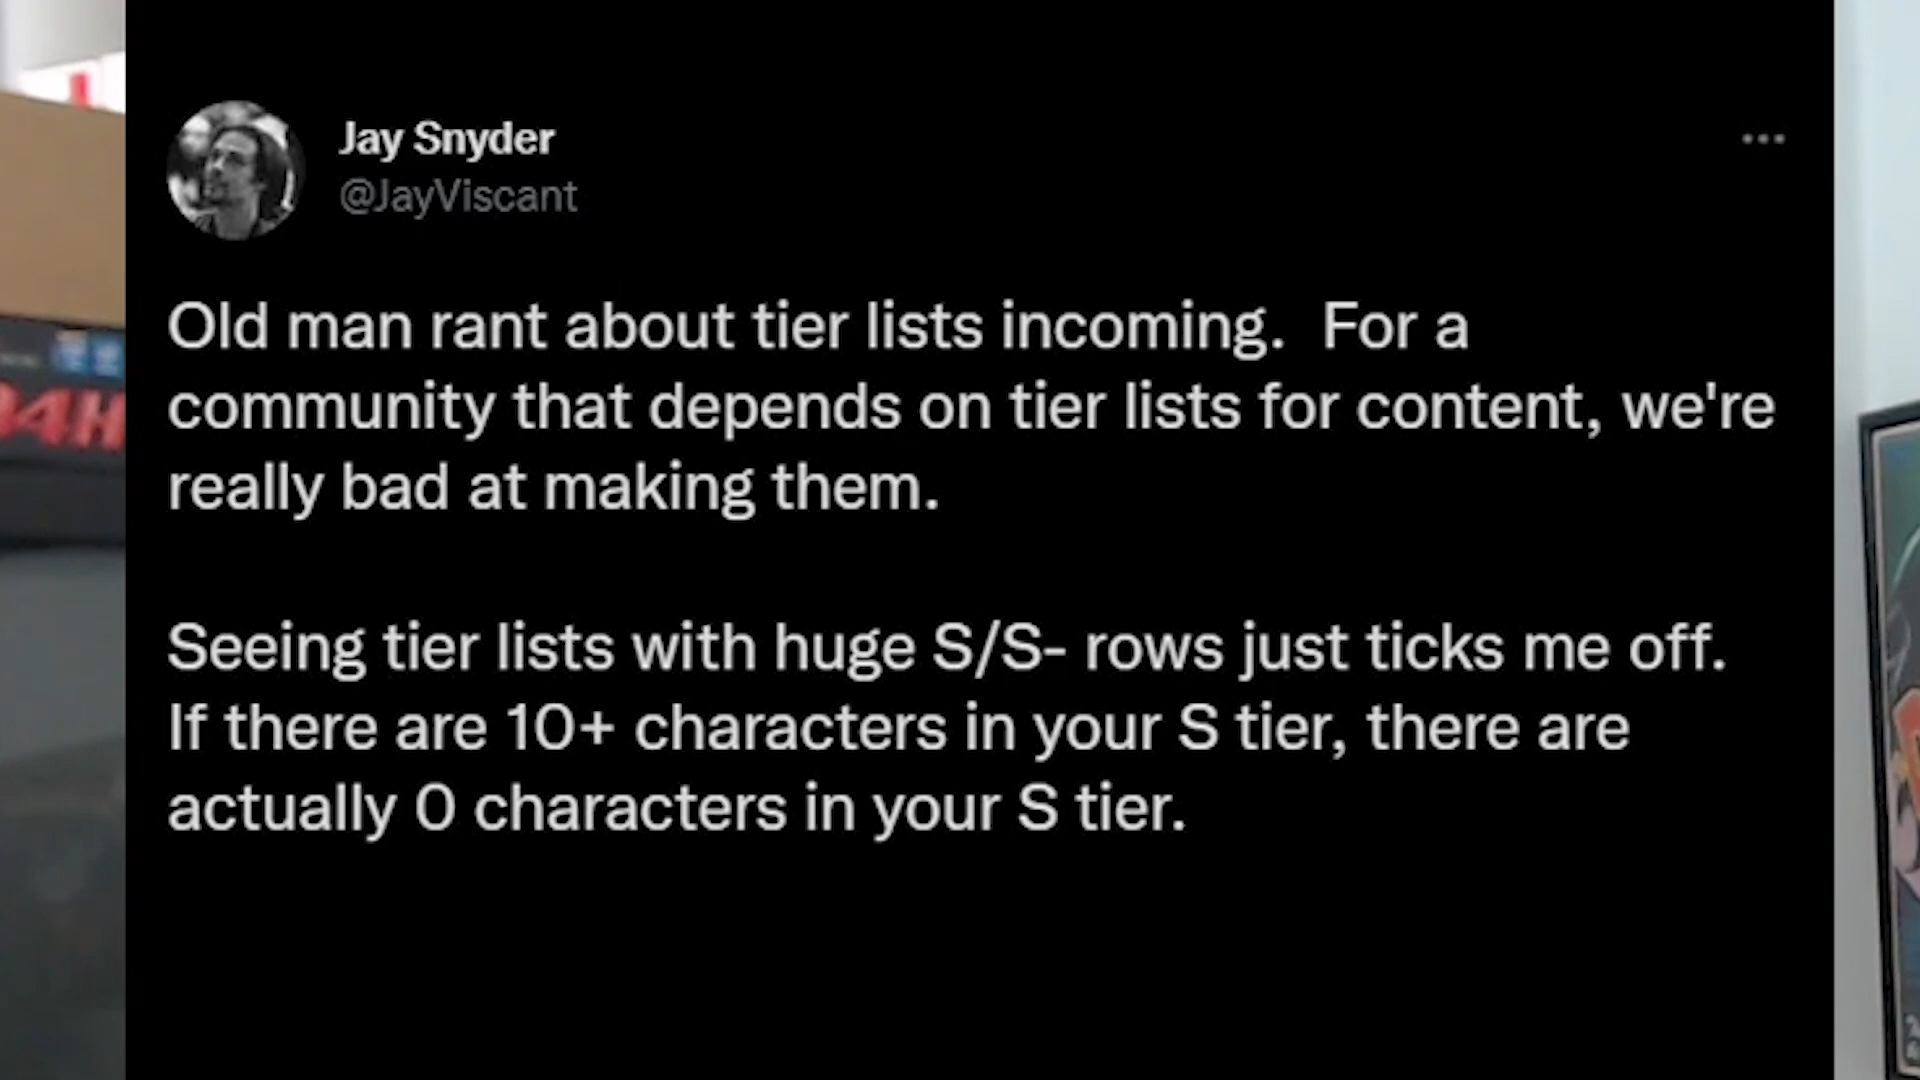 Jay Snyder
@JayViscant
Old man rant about tier lists incoming.  For a
community that depends on tier lists for content, we're
really bad at making them.
Seeing tier lists with huge S/S- rows just ticks me off.
If there are 10+ characters in your S tier, there are
actually 0 characters in your S tier.